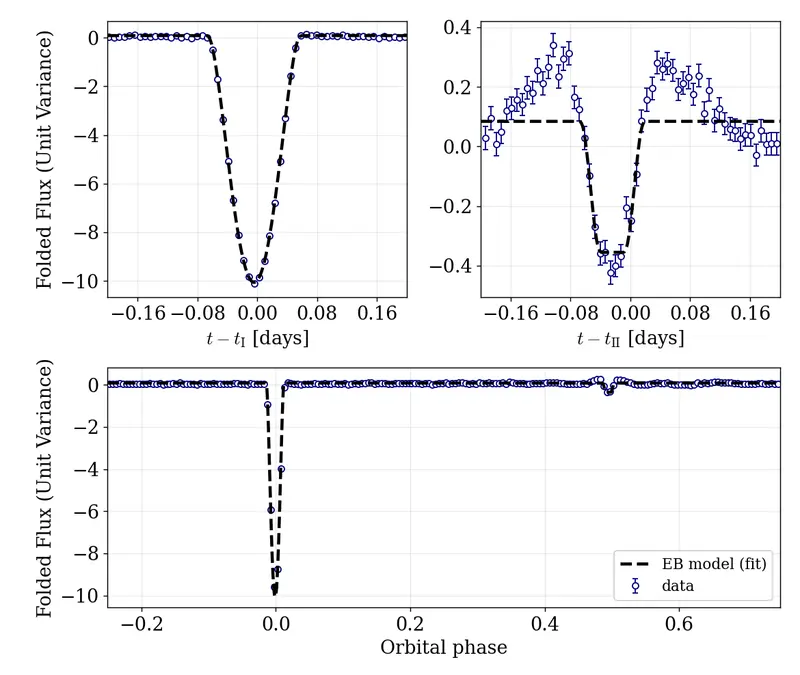 Folded Flux (Unit Variance)
0
−2
−4
−6
−8
−10
−0.16 −0.08 0.00 0.08 0.16
t − t_I [days]
0.4
0.2
0.0
−0.2
−0.4
−0.16 −0.08 0.00 0.08 0.16
t − t_II [days]
Folded Flux (Unit Variance)
0
−2
−4
−6
−8
−10
−0.2 0.0 0.2 0.4 0.6
Orbital phase
EB model (fit)
data